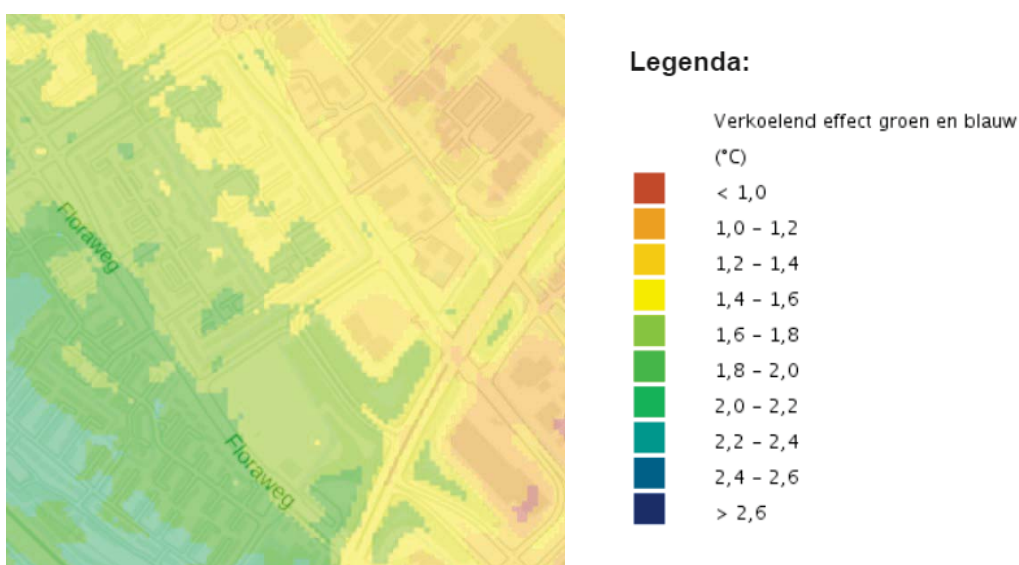 Legenda:
Verkoelend effect groen en blauw
(°C)
< 1,0
1,0 – 1,2
1,2 – 1,4
1,4 – 1,6
1,6 – 1,8
1,8 – 2,0
2,0 – 2,2
2,2 – 2,4
2,4 – 2,6
> 2,6
Floraweg
Floraweg